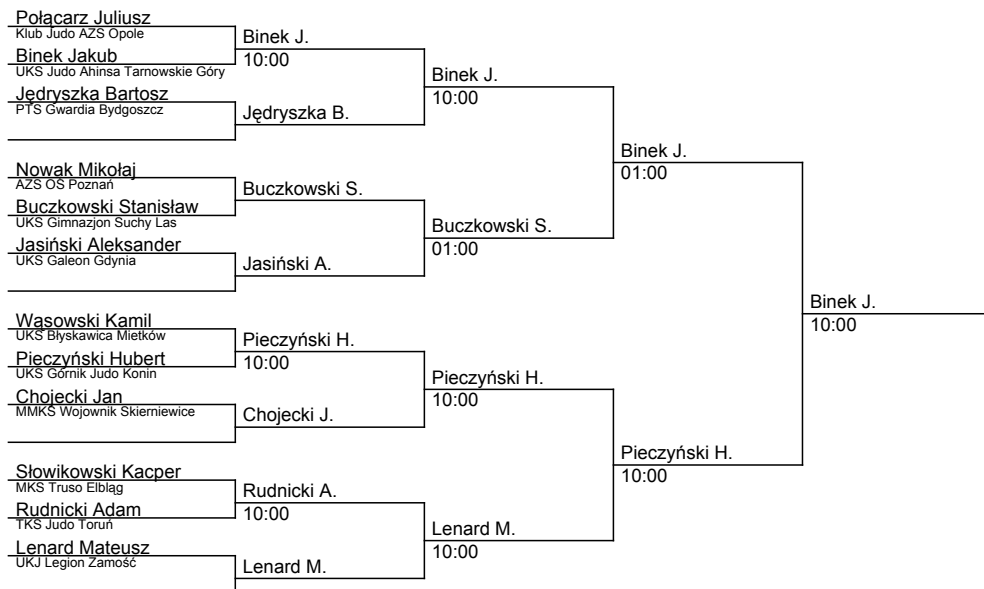 Połącarz Juliusz
Klub Judo AZS Opole
Binek Jakub
UKS Judo Ahinsa Tarnowskie Góry
Jędryszka Bartosz
PTS Gwardia Bydgoszcz
Nowak Mikołaj
AZS OŚ Poznań
Buczkowski Stanisław
UKS Gimnazjon Suchy Las
Jasiński Aleksander
UKS Galeon Gdynia
Wąsowski Kamil
UKS Błyskawica Mietków
Pieczyński Hubert
UKS Górnik Judo Konin
Chojecki Jan
MMKS Wojownik Skierniewice
Słowikowski Kacper
MKS Truso Elbląg
Rudnicki Adam
TKS Judo Toruń
Lenard Mateusz
UKJ Legion Zamość
Binek J.
10:00
Jędryszka B.
Buczkowski S.
Jasiński A.
Pieczyński H.
10:00
Chojecki J.
Rudnicki A.
10:00
Lenard M.
Binek J.
10:00
Buczkowski S.
01:00
Pieczyński H.
10:00
Lenard M.
10:00
Binek J.
01:00
Pieczyński H.
10:00
Binek J.
10:00